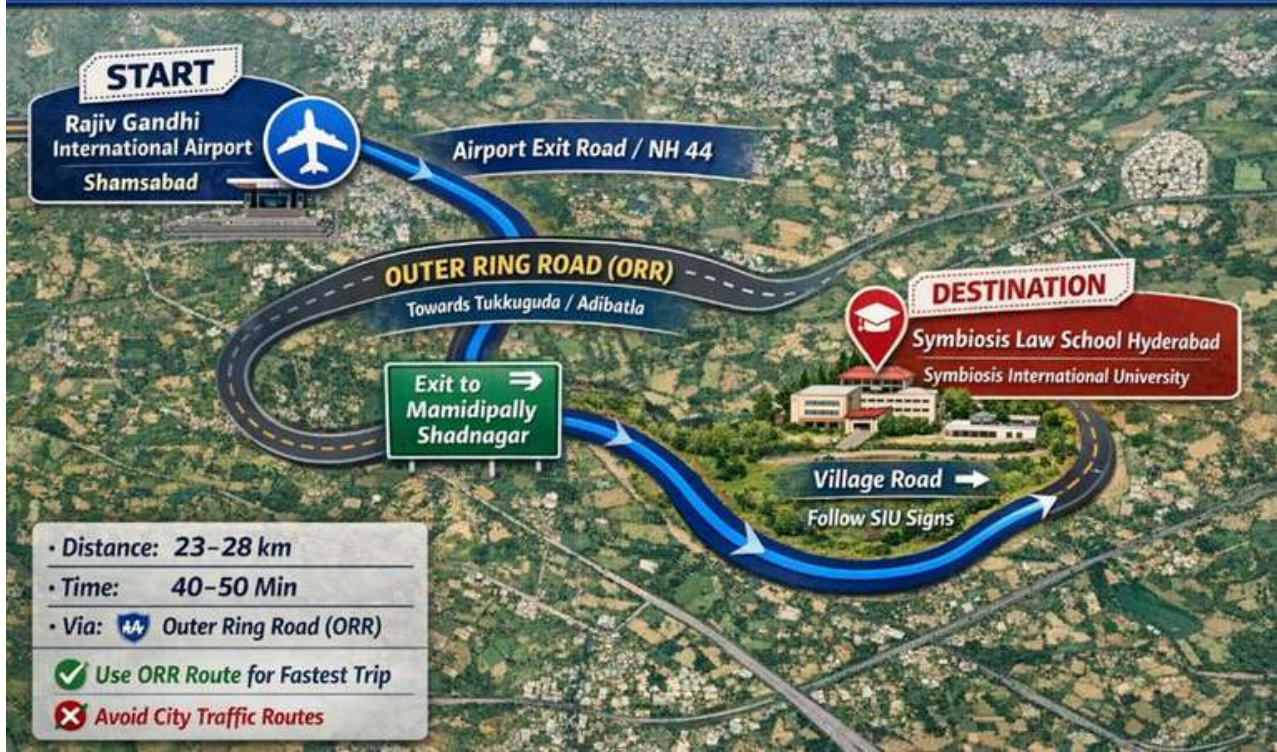 START
Rajiv Gandhi
International Airport
Shamsabad
Airport Exit Road / NH 44
OUTER RING ROAD (ORR)
Towards Tukkuguda / Adibatla
Exit to
Mamidipally
Shadnagar
DESTINATION
Symbiosis Law School Hyderabad
Symbiosis International University
Village Road
Follow SIU Signs
• Distance: 23–28 km
• Time: 40–50 Min
• Via: Outer Ring Road (ORR)
Use ORR Route for Fastest Trip
Avoid City Traffic Routes